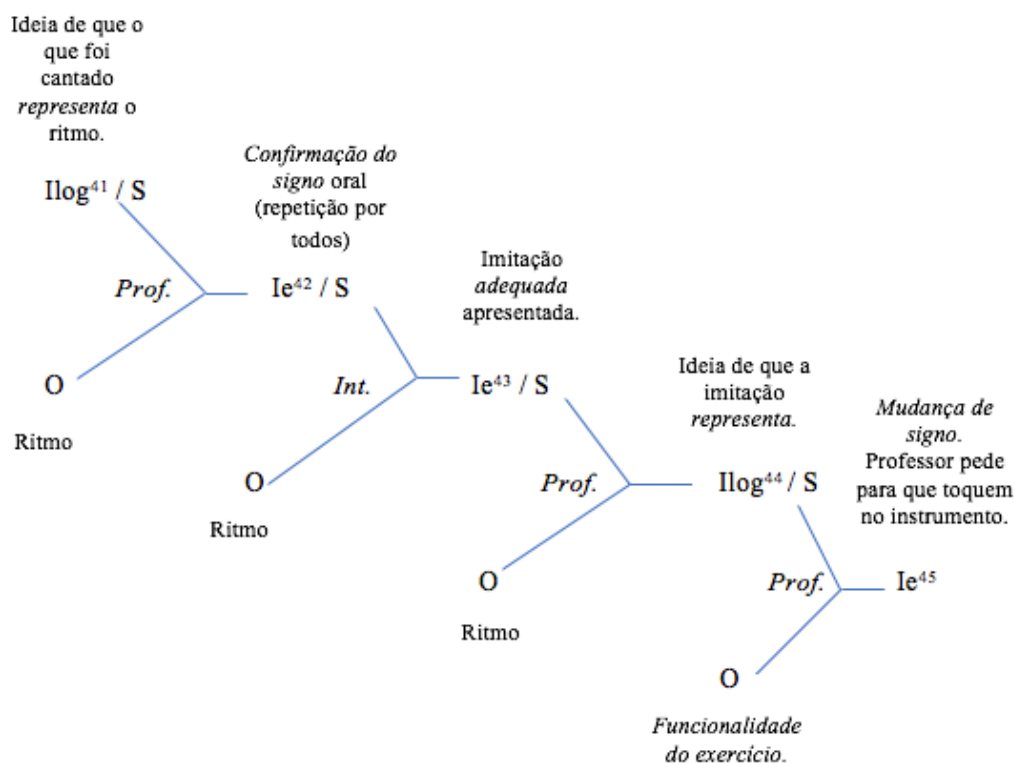 Ideia de que o
que foi
cantado
representa o
ritmo.
Ilog⁴¹ / S
Prof.
O
Ritmo
Confirmação do
signo oral
(repetição por
todos)
Ie⁴² / S
Int.
O
Ritmo
Imitação
adequada
apresentada.
Ie⁴³ / S
Prof.
O
Ritmo
Ideia de que a
imitação
representa.
Ilog⁴⁴ / S
Prof.
O
Funcionalidade
do exercício.
Mudança de
signo.
Professor pede
para que toquem
no instrumento.
Ie⁴⁵